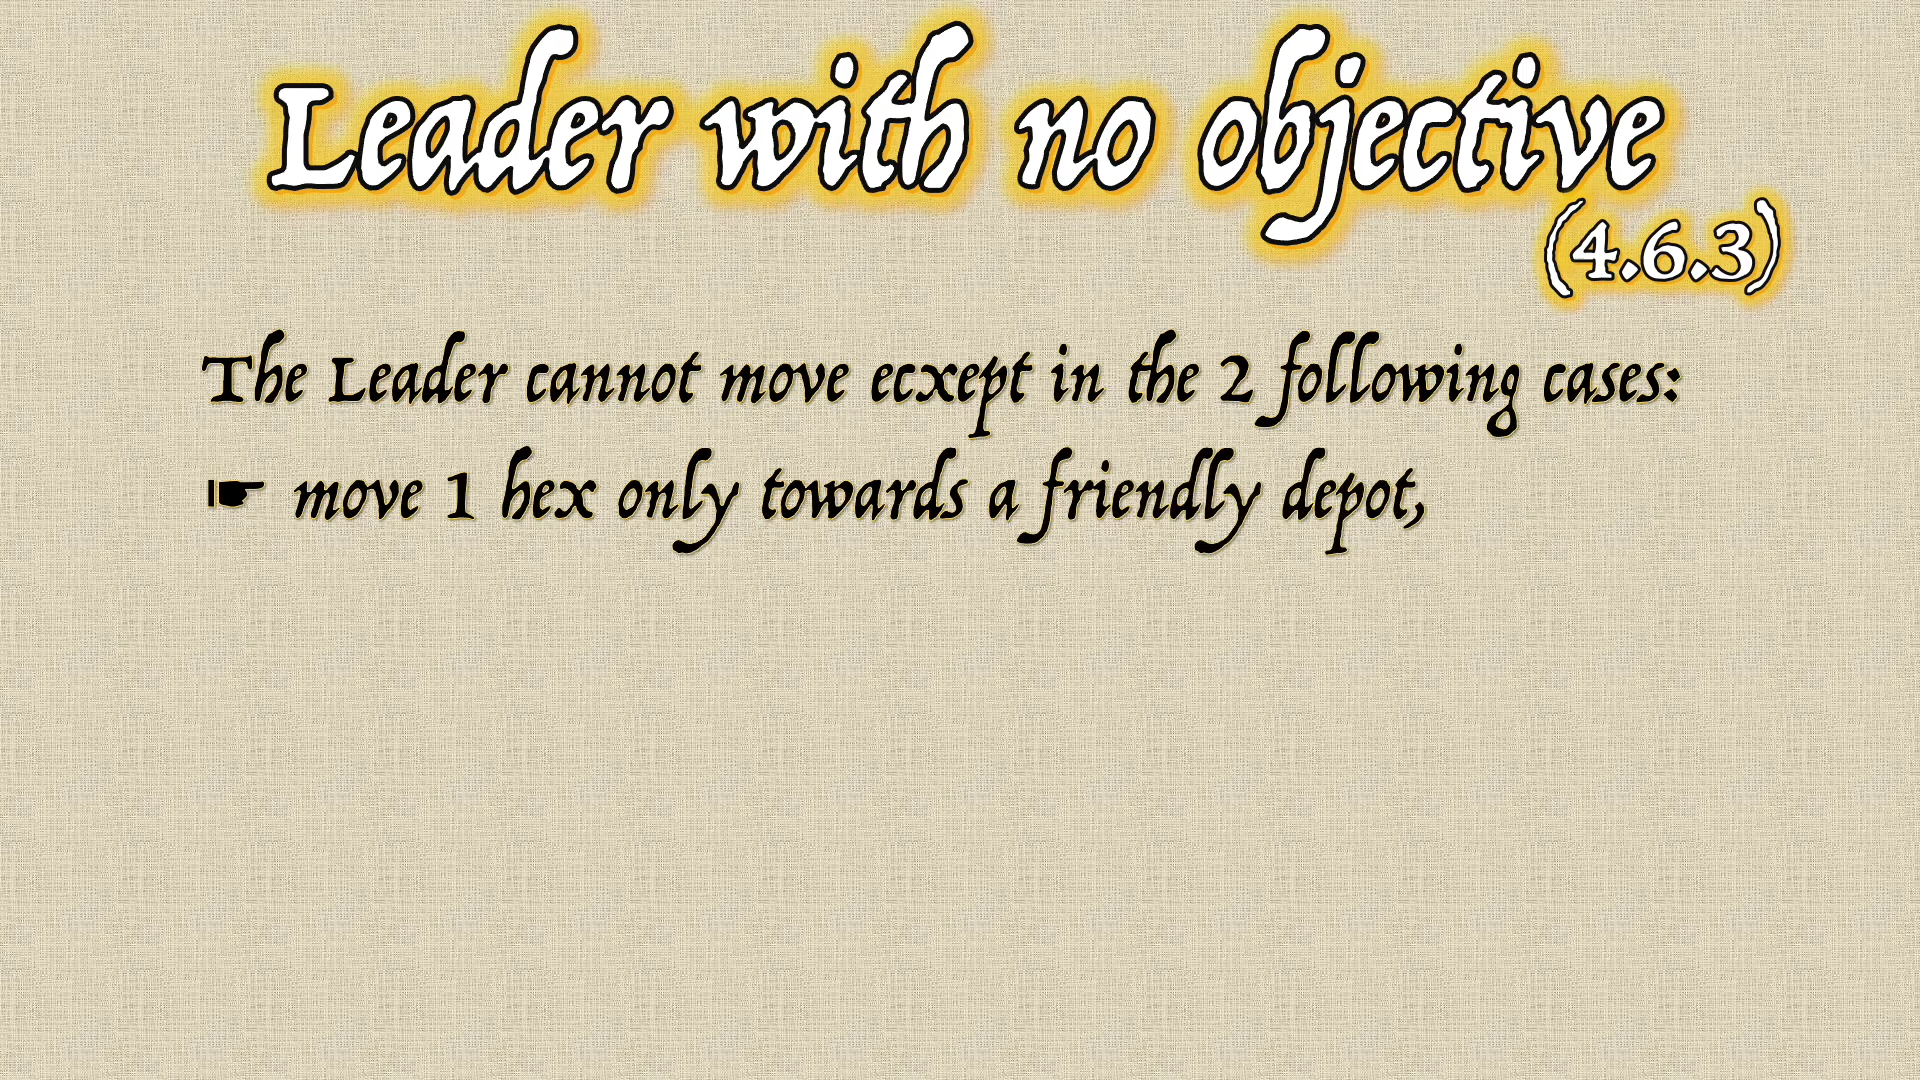 Leader with no objective
(4.6.3)
The Leader cannot move ecxept in the 2 following cases:
☛ move 1 hex only towards a friendly depot,